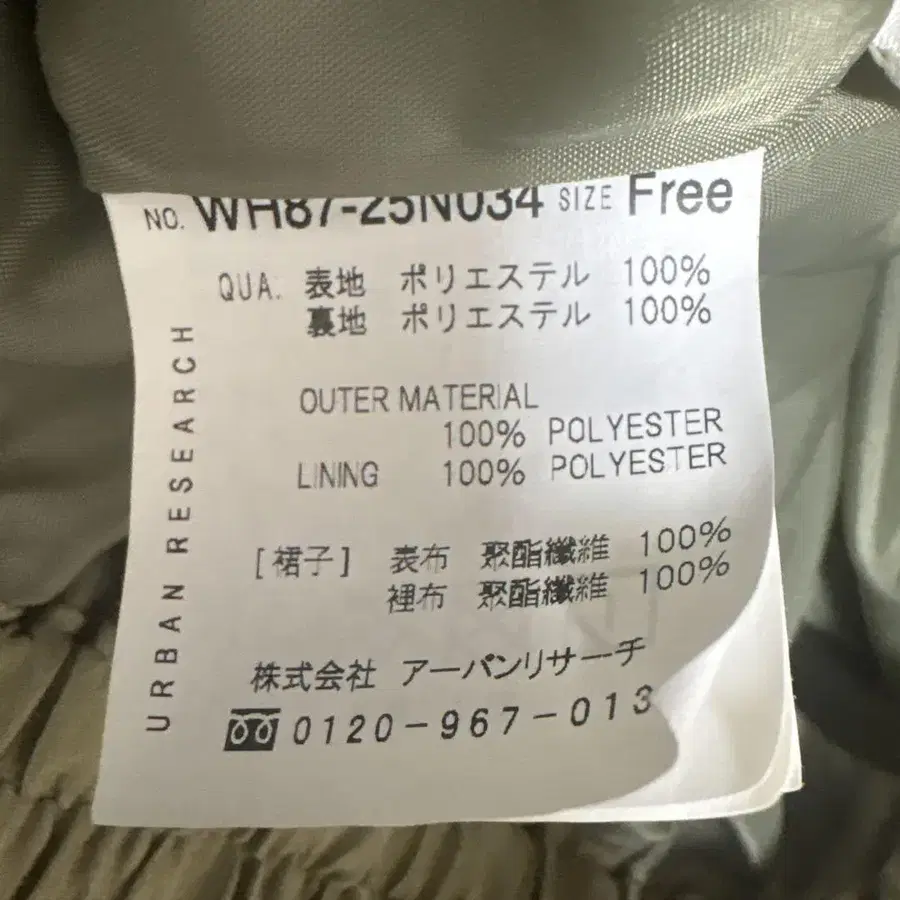 NO. WH87-25N034 SIZE Free
QUA. 表地 ポリエステル 100%
裏地 ポリエステル 100%
OUTER MATERIAL
100% POLYESTER
LINING 100% POLYESTER
[裙子] 表布 聚酯纖維 100%
裡布 聚酯纖維 100%
株式会社 アーバンリサーチ
0120-967-013
URBAN RESEARCH